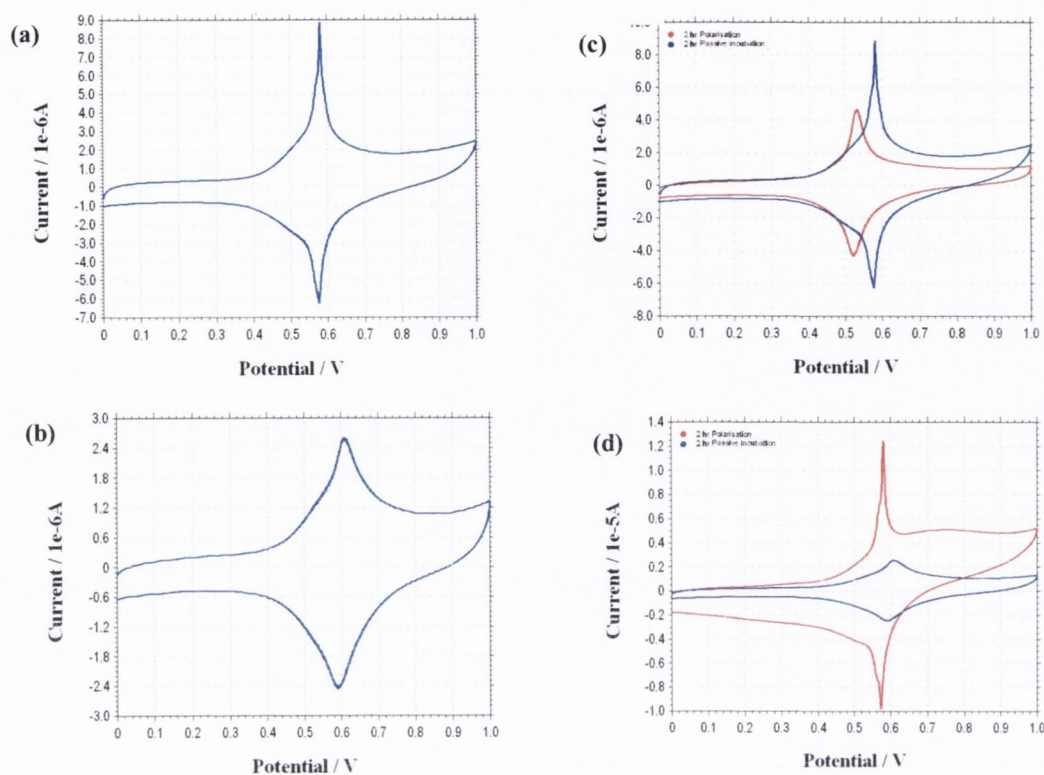 (a)
9.0
8.0
7.0
6.0
5.0
4.0
3.0
2.0
1.0
0
-1.0
-2.0
-3.0
-4.0
-5.0
-6.0
-7.0
0 0.1 0.2 0.3 0.4 0.5 0.6 0.7 0.8 0.9 1.0
Current / 1e-6A
Potential / V
(b)
3.0
2.4
1.8
1.2
0.6
0
-0.6
-1.2
-1.8
-2.4
-3.0
0 0.1 0.2 0.3 0.4 0.5 0.6 0.7 0.8 0.9 1.0
Current / 1e-6A
Potential / V
(c)
hr Polarisation
2 hr Passive incubation
8.0
6.0
4.0
2.0
0
-2.0
-4.0
-6.0
-8.0
0 0.1 0.2 0.3 0.4 0.5 0.6 0.7 0.8 0.9 1.0
Current / 1e-6A
Potential / V
(d)
2 hr Polarisation
2 hr Passive incubation
1.4
1.2
1.0
0.8
0.6
0.4
0.2
0
-0.2
-0.4
-0.6
-0.8
-1.0
0 0.1 0.2 0.3 0.4 0.5 0.6 0.7 0.8 0.9 1.0
Current / 1e-5A
Potential / V